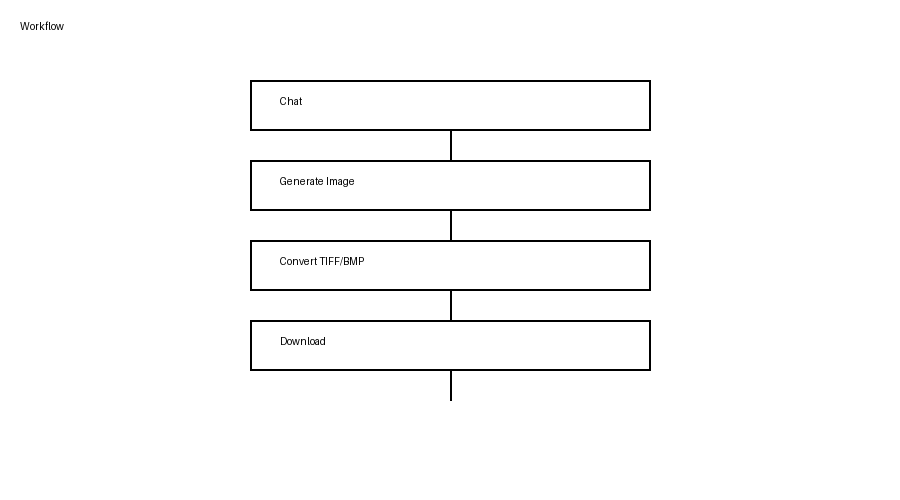 Workflow
Chat
Generate Image
Convert TIFF/BMP
Download